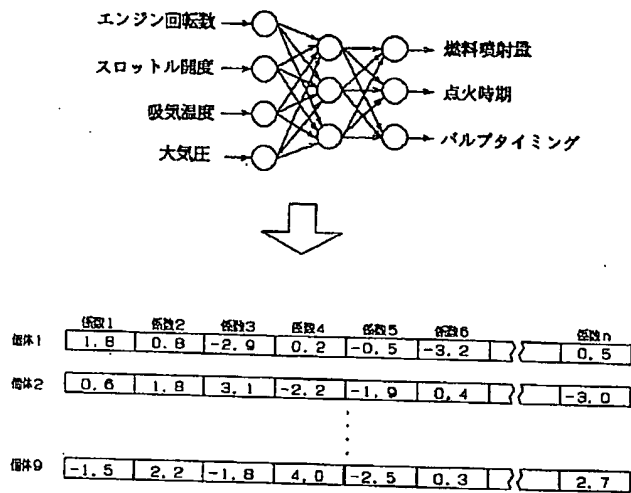 エンジン回転数
スロットル開度
吸気温度
大気圧
燃料噴射量
点火時期
バルブタイミング
係数1 係数2 係数3 係数4 係数5 係数6 係数n
個体1 1.8 0.8 -2.9 0.2 -0.5 -3.2 0.5
個体2 0.6 1.8 3.1 -2.2 -1.9 0.4 -3.0
個体9 -1.5 2.2 -1.8 4.0 -2.5 0.3 2.7